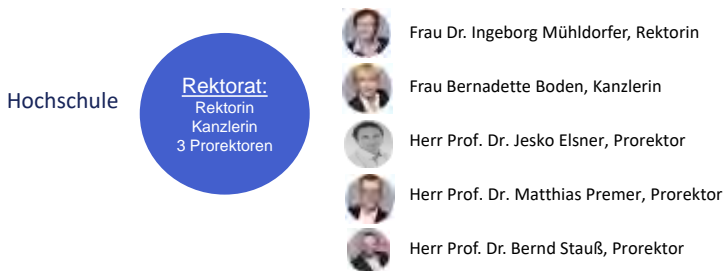 Hochschule
Rektorat:
Rektorin
Kanzlerin
3 Prorektoren
Frau Dr. Ingeborg Mühldorfer, Rektorin
Frau Bernadette Boden, Kanzlerin
Herr Prof. Dr. Jesko Elsner, Prorektor
Herr Prof. Dr. Matthias Premer, Prorektor
Herr Prof. Dr. Bernd Stauß, Prorektor